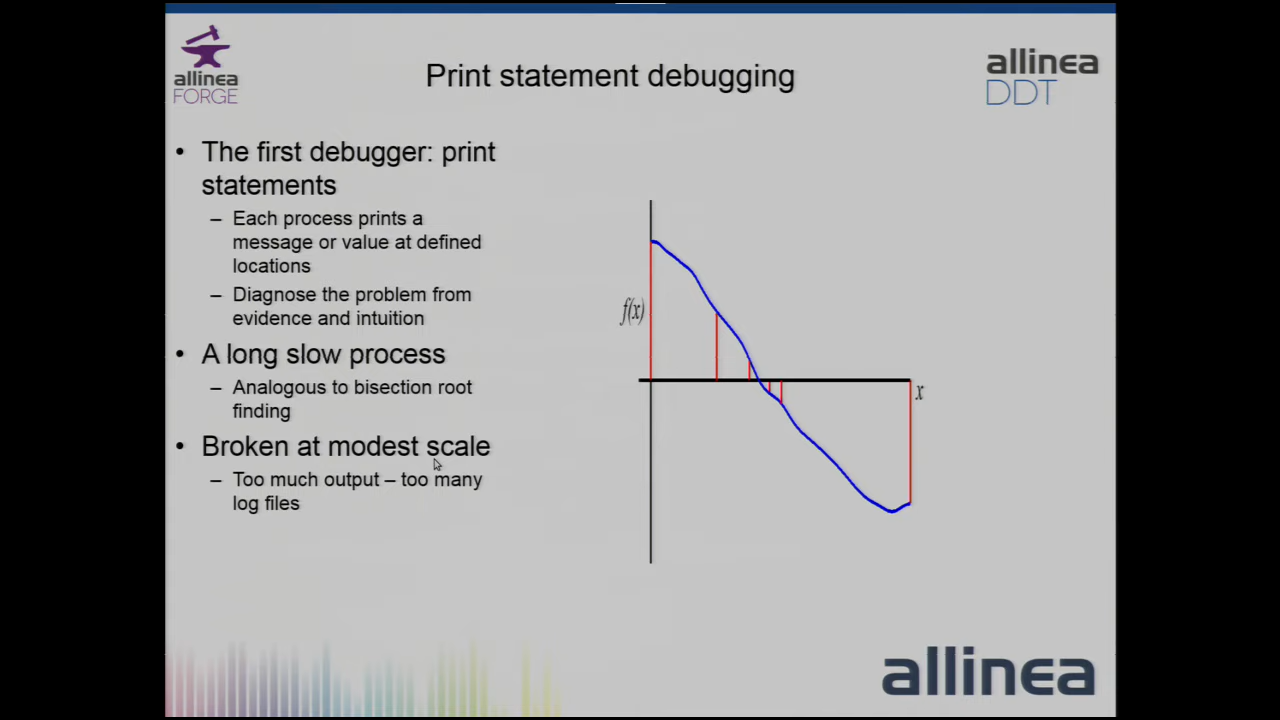 allinea
FORGE
Print statement debugging
allinea
DDT
• The first debugger: print
statements
– Each process prints a
message or value at defined
locations
– Diagnose the problem from
evidence and intuition
• A long slow process
– Analogous to bisection root
finding
• Broken at modest scale
– Too much output – too many
log files
f(x)
x
allinea